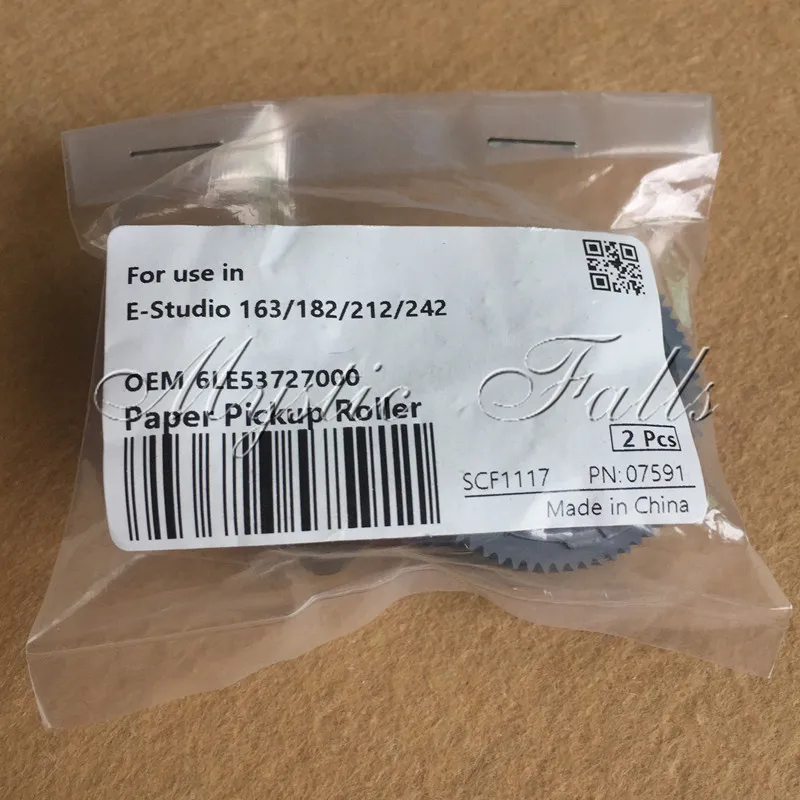 For use in
E-Studio 163/182/212/242
OEM 6LE53727000
Mystic Falls
Paper Pickup Roller
2 Pcs
SCF1117 PN:07591
Made in China